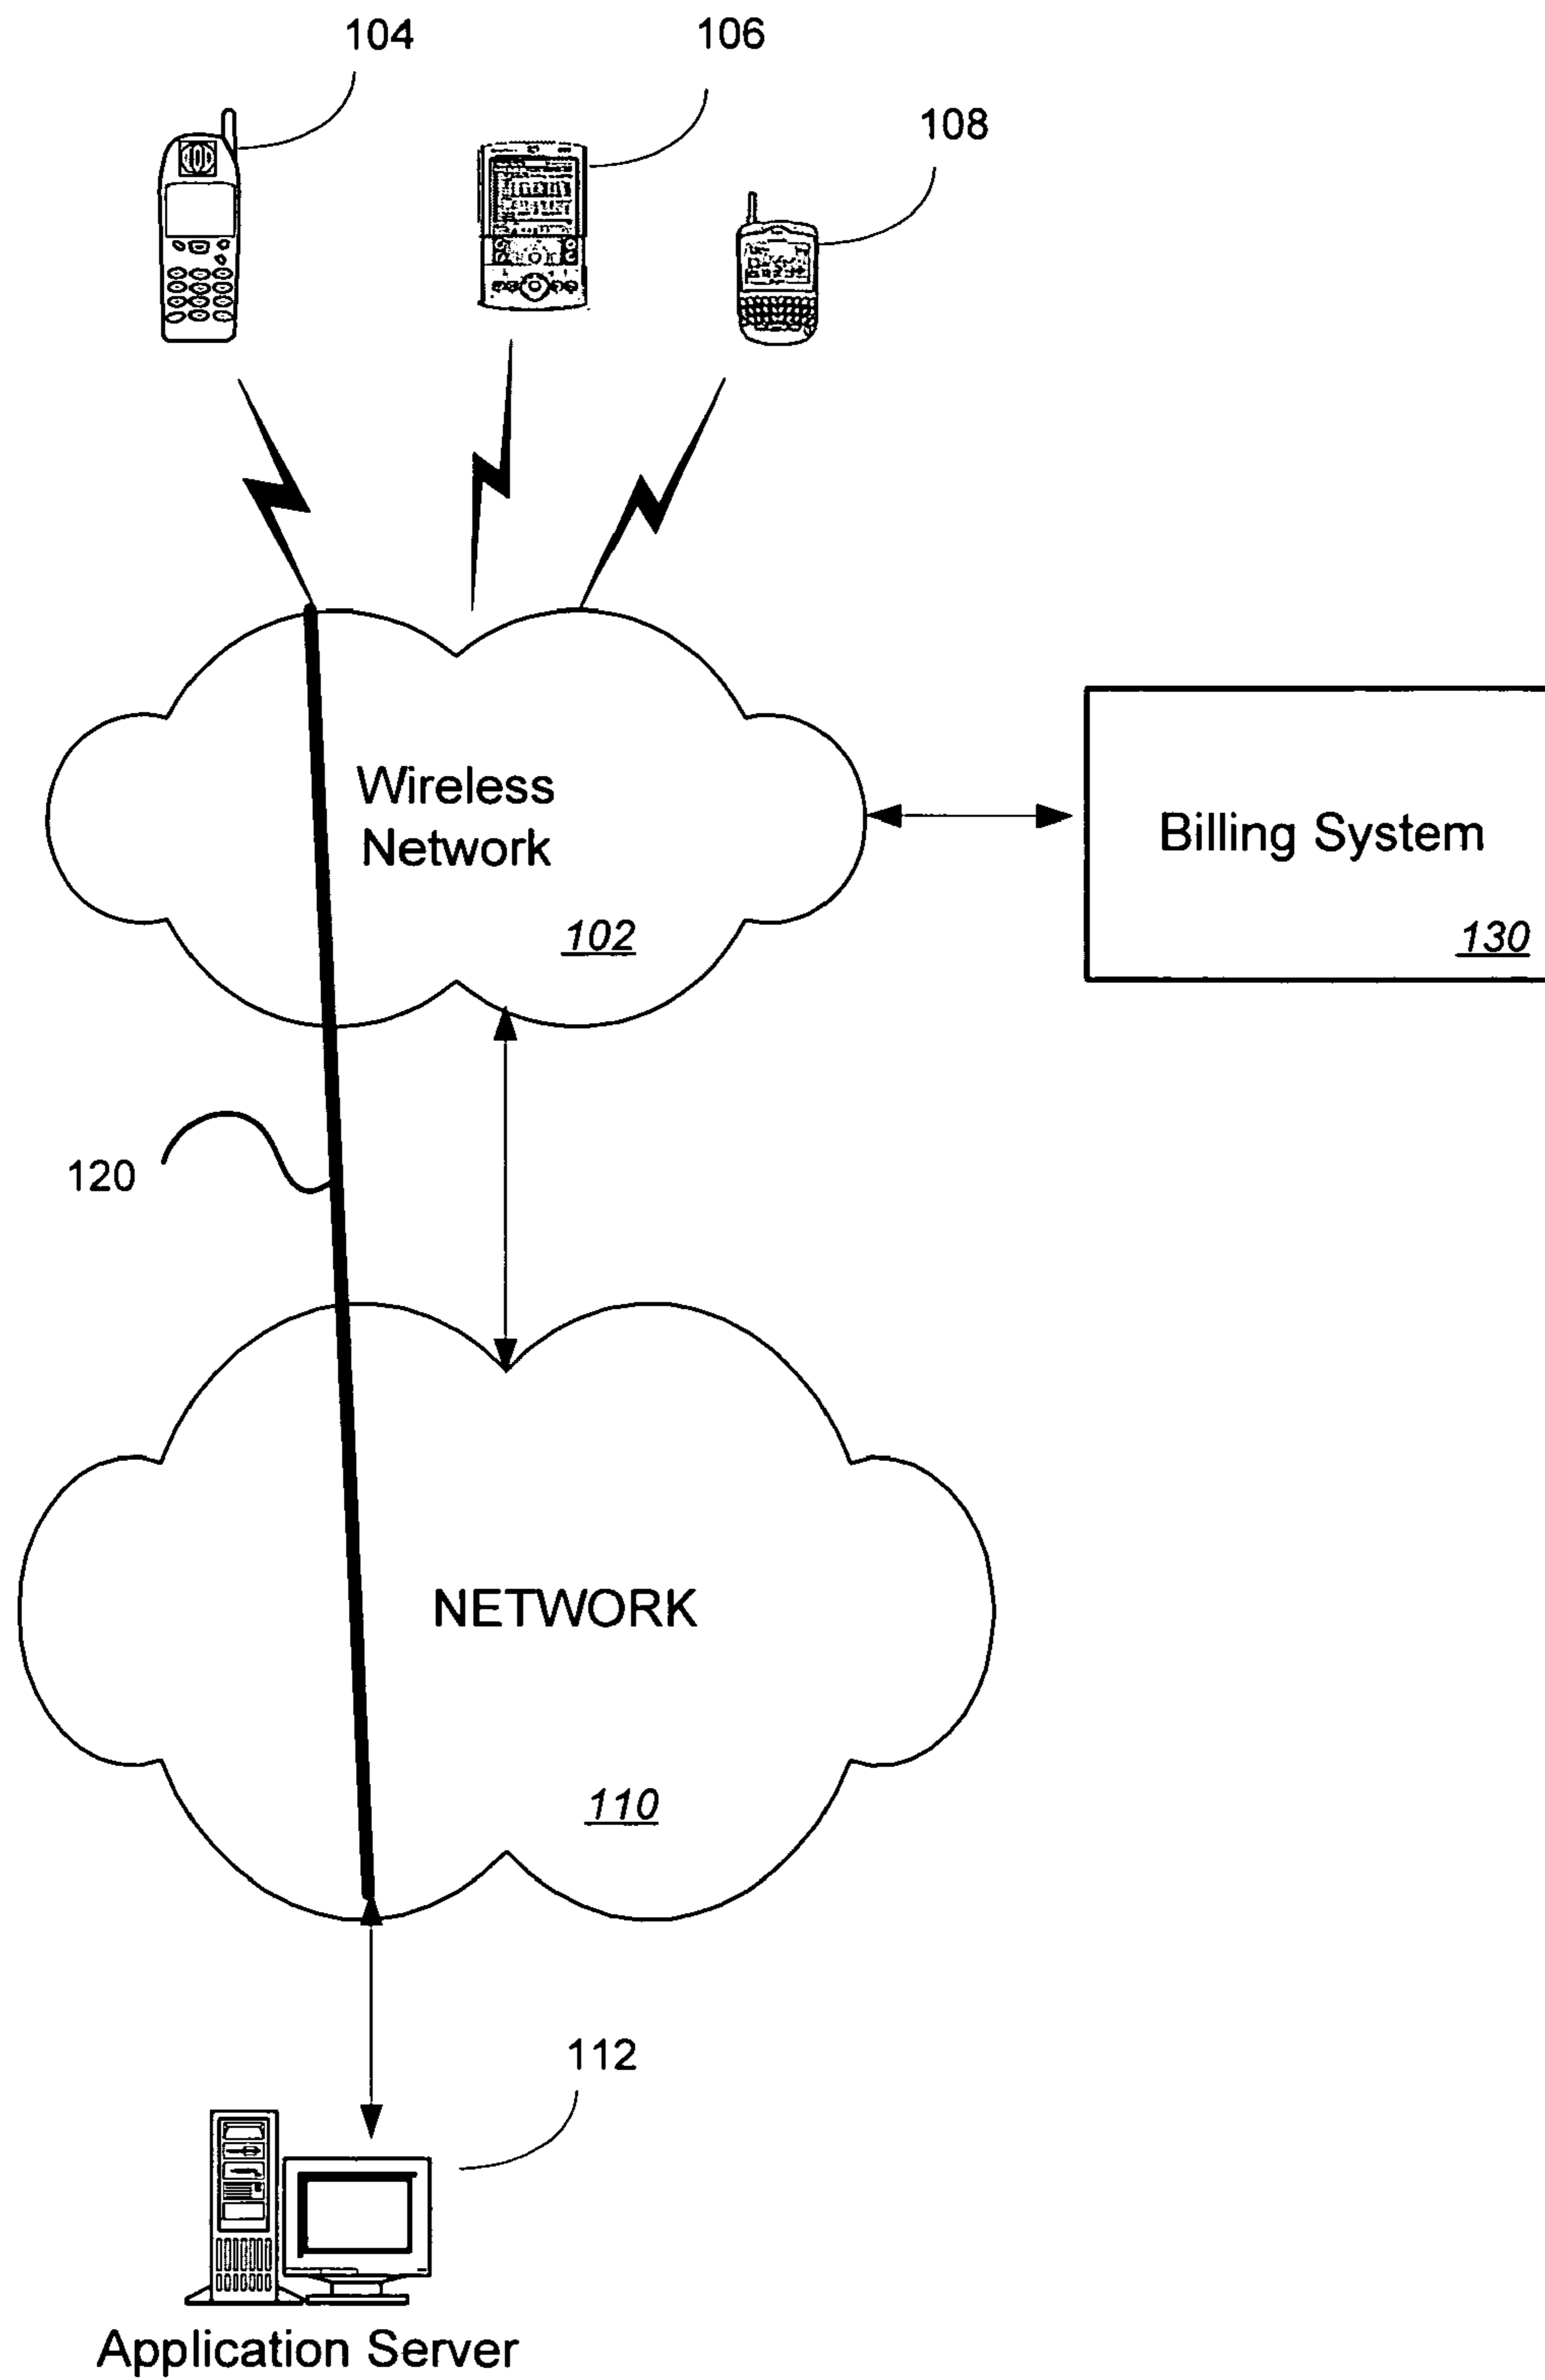 104
106
108
Wireless
Network
102
Billing System
130
120
NETWORK
110
112
Application Server